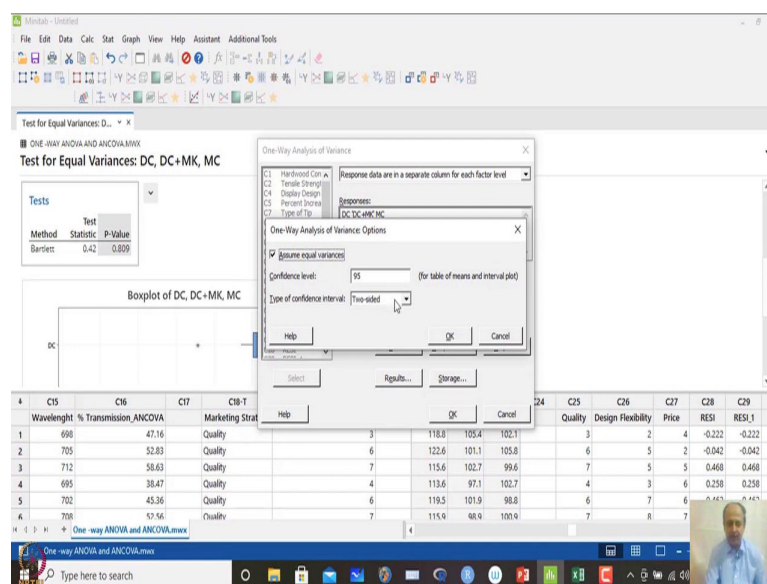 Minitab - Untitled
File Edit Data Calc Stat Graph View Help Assistant Additional Tools
Test for Equal Variances: D...
ONE -WAY ANOVA AND ANCOVA.MWX
Test for Equal Variances: DC, DC+MK, MC
Tests
Test
Method Statistic P-Value
Bartlett 0.42 0.809
Boxplot of DC, DC+MK, MC
DC
One-Way Analysis of Variance
C1 Hardwood Con
C2 Tensile Strengt
C4 Display Design
C5 Percent Increa
C7 Type of Tip
Response data are in a separate column for each factor level
Responses:
DC 'DC+MK' MC
One-Way Analysis of Variance: Options
Assume equal variances
Confidence level: 95 (for table of means and interval plot)
Type of confidence interval: Two-sided
Help OK Cancel
Select Results... Storage...
Help OK Cancel
C15 C16 C17 C18-T C24 C25 C26 C27 C28 C29
Wavelenght % Transmission_ANCOVA Marketing Strat Quality Design Flexibility Price RESI RESI_1
1 698 47.16 Quality 3 118.8 105.4 102.1 3 2 4 -0.222 -0.222
2 705 52.83 Quality 6 122.6 101.1 105.8 6 5 2 -0.042 -0.042
3 712 58.63 Quality 7 115.6 102.7 99.6 7 5 5 0.468 0.468
4 695 38.47 Quality 4 113.6 97.1 102.7 4 3 6 0.258 0.258
5 702 45.36 Quality 6 119.5 101.9 98.8 6 7 6
6 708 52.56 Quality 7 115.9 98.9 100.9 7 8 7
One -way ANOVA and ANCOVA.mwx
One -way ANOVA and ANCOVA.mwx
Type here to search